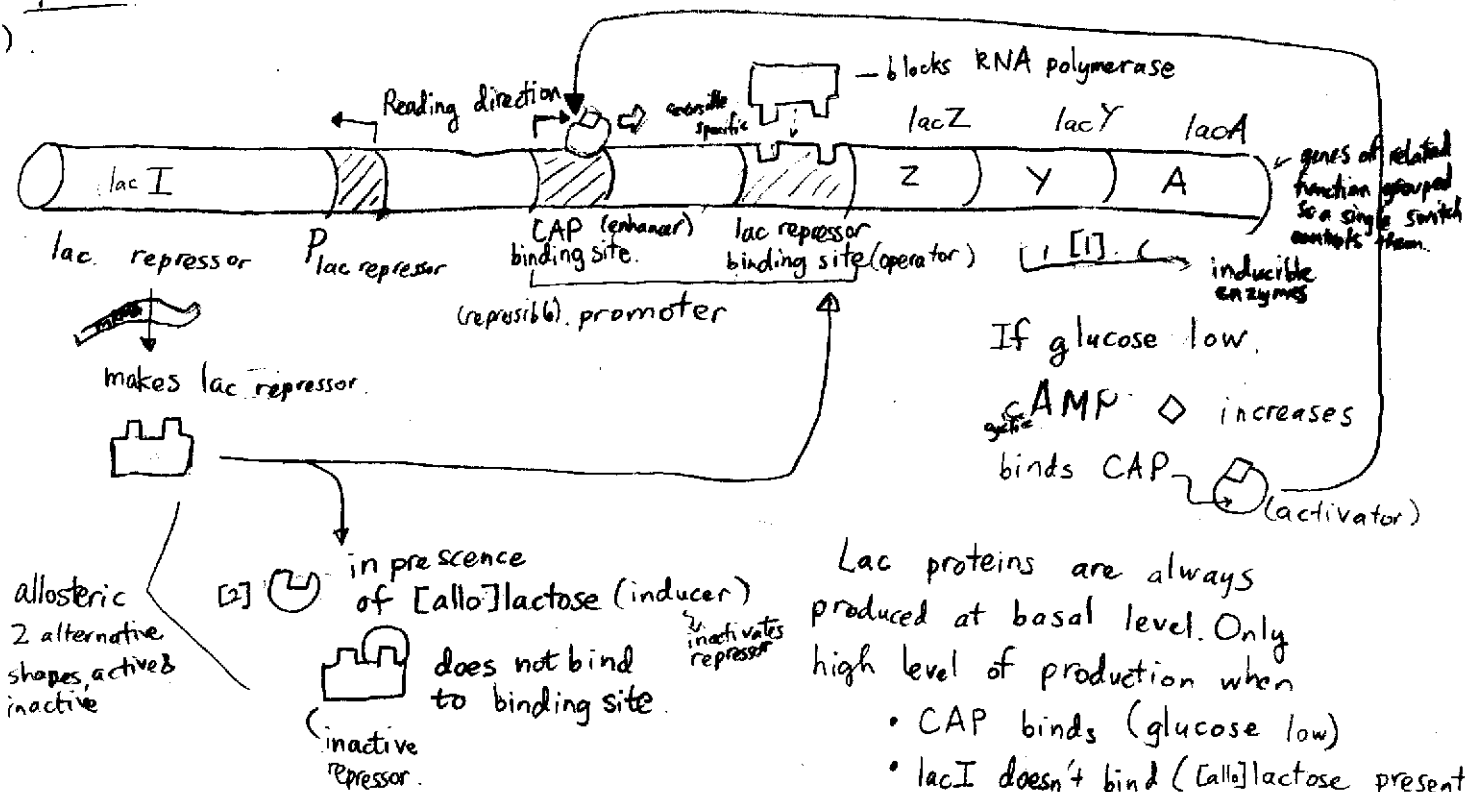 ).
Reading direction
reversible
specific
– blocks RNA polymerase
lacZ lacY lacA
lac I
Z Y A
genes of related
function grouped
so a single switch
controls them.
lac repressor
P lac repressor
CAP (enhancer)
binding site.
lac repressor
binding site (operator)
(repressible). promoter
[1].
inducible
enzymes
mRNA
makes lac repressor.
If glucose low.
cAMP ◇ increases
cyclic
binds CAP
(activator)
allosteric
2 alternative
shapes, active &
inactive
[2]
in prescence
of [allo]lactose (inducer)
inactivates
repressor
does not bind
to binding site.
inactive
repressor.
Lac proteins are always
produced at basal level. Only
high level of production when
• CAP binds (glucose low)
• lacI doesn't bind ([allo]lactose present